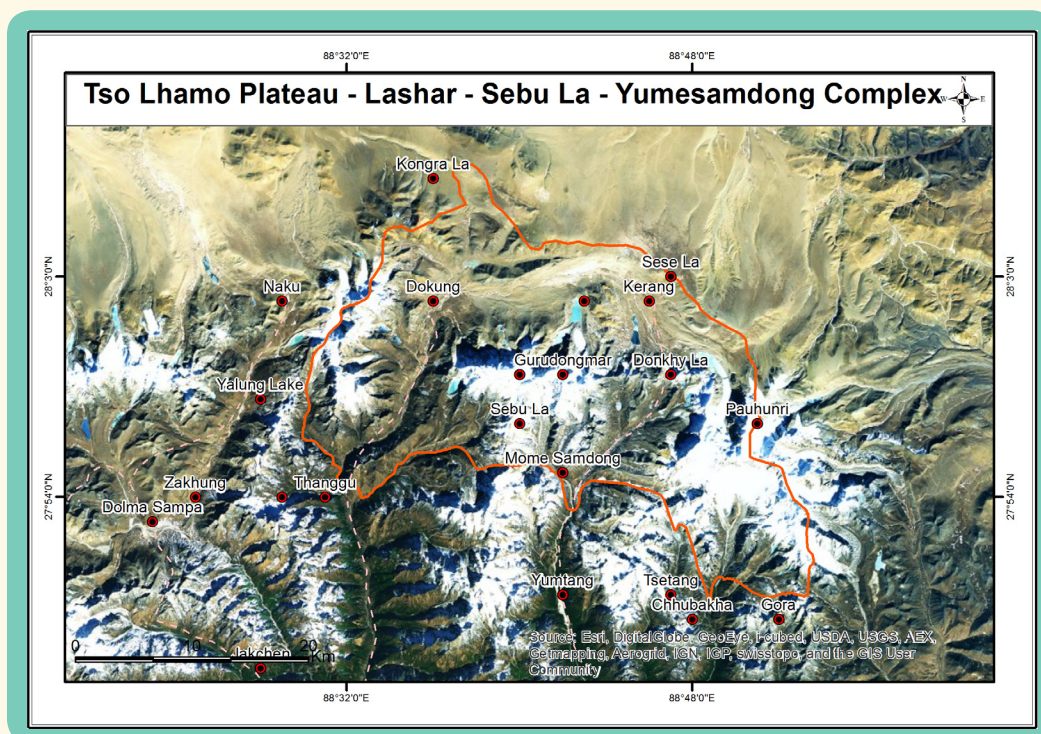 88°32'0"E 88°48'0"E
Tso Lhamo Plateau - Lashar - Sebu La - Yumesamdong Complex
N
W E
S
Kongra La
Sese La
28°3'0"N 28°3'0"N
Naku Dokung Kerang
Gurudongmar Donkhy La
Yalung Lake
Sebu La Pauhunri
Mome Samdong
Zakhung Thanggu
27°54'0"N 27°54'0"N
Dolma Sampa
Yumtang Tsetang
Chhubakha Gora
Source: Esri, DigitalGlobe, GeoEye, i-cubed, USDA, USGS, AEX,
Getmapping, Aerogrid, IGN, IGP, swisstopo, and the GIS User
Community
0 10 20
Km
Jakchen
88°32'0"E 88°48'0"E